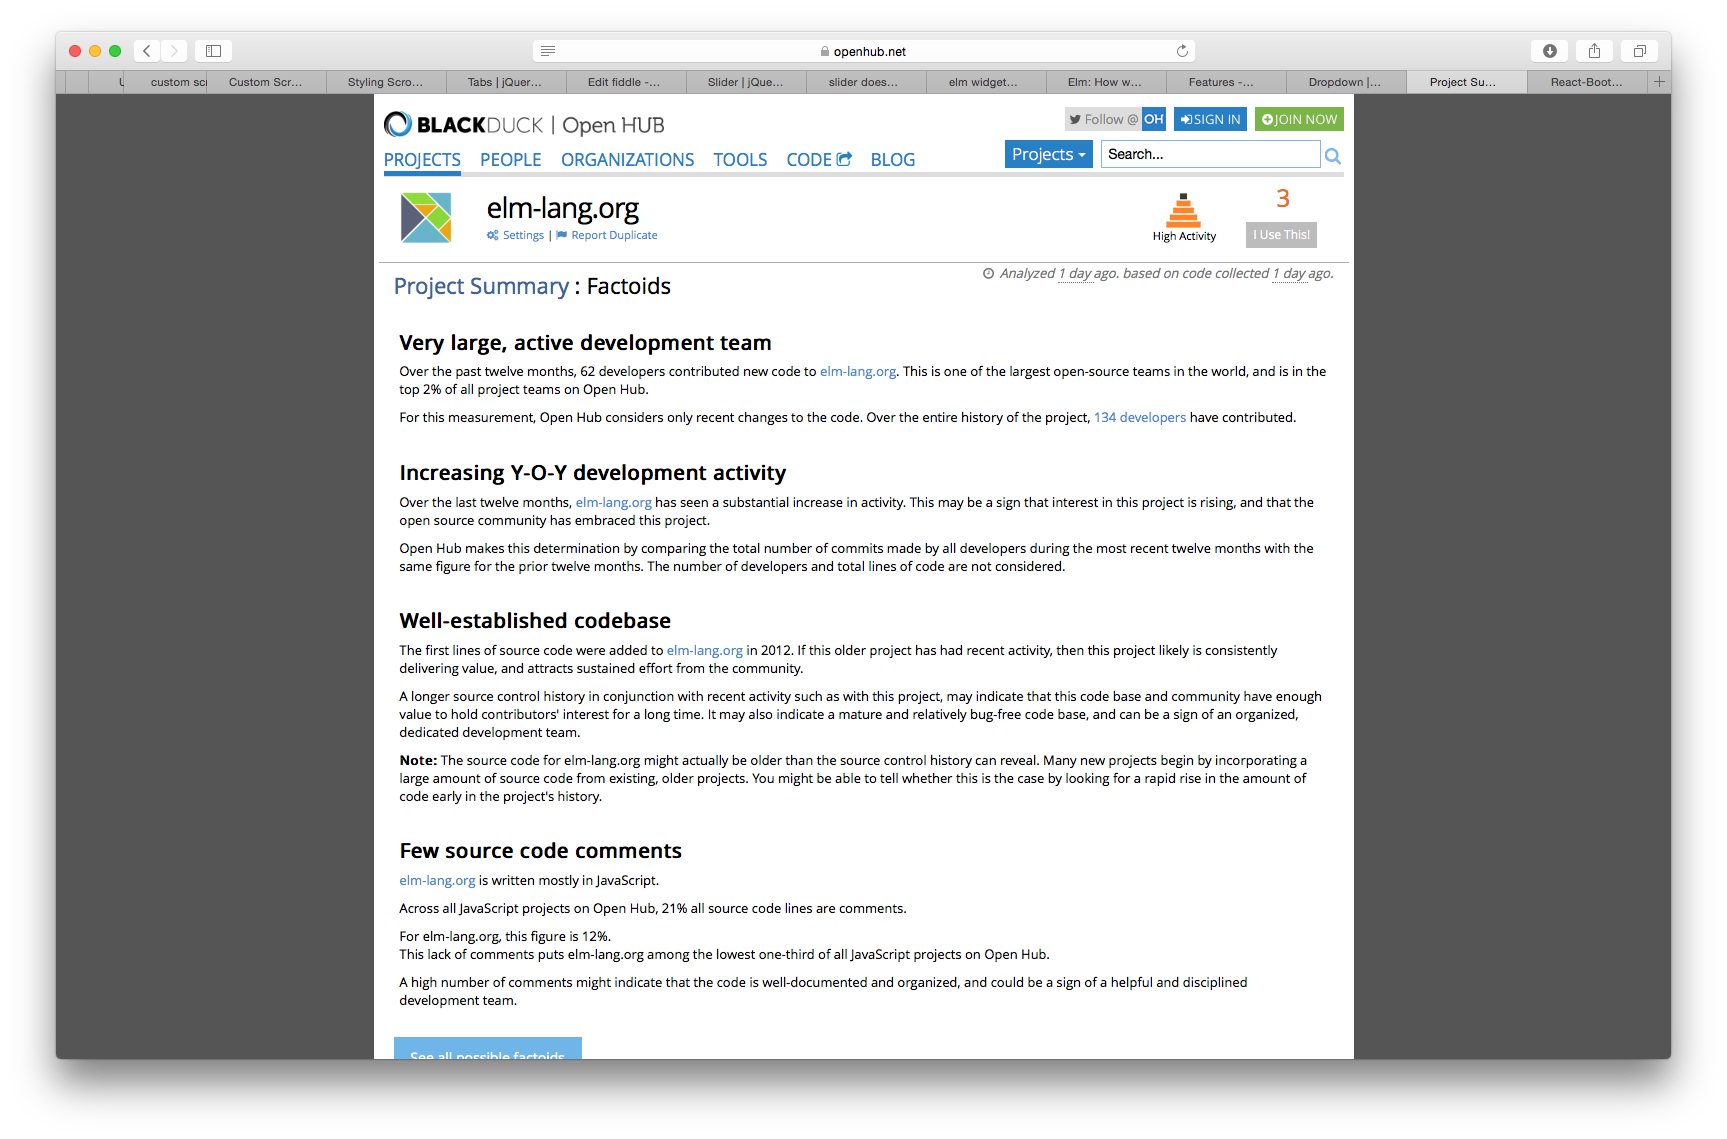 openhub.net
custom scr
Custom Scr...
Styling Scro...
Tabs | jQuer...
Edit fiddle -...
Slider | jQue...
slider does...
elm widget...
Elm: How w...
Features -...
Dropdown |...
Project Su...
React-Boot...
BLACKDUCK | Open HUB
Follow @ OH
SIGN IN
JOIN NOW
PROJECTS PEOPLE ORGANIZATIONS TOOLS CODE BLOG
Projects
Search...
elm-lang.org
Settings | Report Duplicate
High Activity
3
I Use This!
Analyzed 1 day ago. based on code collected 1 day ago.
Project Summary : Factoids
Very large, active development team
Over the past twelve months, 62 developers contributed new code to elm-lang.org. This is one of the largest open-source teams in the world, and is in the
top 2% of all project teams on Open Hub.
For this measurement, Open Hub considers only recent changes to the code. Over the entire history of the project, 134 developers have contributed.
Increasing Y-O-Y development activity
Over the last twelve months, elm-lang.org has seen a substantial increase in activity. This may be a sign that interest in this project is rising, and that the
open source community has embraced this project.
Open Hub makes this determination by comparing the total number of commits made by all developers during the most recent twelve months with the
same figure for the prior twelve months. The number of developers and total lines of code are not considered.
Well-established codebase
The first lines of source code were added to elm-lang.org in 2012. If this older project has had recent activity, then this project likely is consistently
delivering value, and attracts sustained effort from the community.
A longer source control history in conjunction with recent activity such as with this project, may indicate that this code base and community have enough
value to hold contributors' interest for a long time. It may also indicate a mature and relatively bug-free code base, and can be a sign of an organized,
dedicated development team.
Note: The source code for elm-lang.org might actually be older than the source control history can reveal. Many new projects begin by incorporating a
large amount of source code from existing, older projects. You might be able to tell whether this is the case by looking for a rapid rise in the amount of
code early in the project's history.
Few source code comments
elm-lang.org is written mostly in JavaScript.
Across all JavaScript projects on Open Hub, 21% all source code lines are comments.
For elm-lang.org, this figure is 12%.
This lack of comments puts elm-lang.org among the lowest one-third of all JavaScript projects on Open Hub.
A high number of comments might indicate that the code is well-documented and organized, and could be a sign of a helpful and disciplined
development team.
See all possible factoids